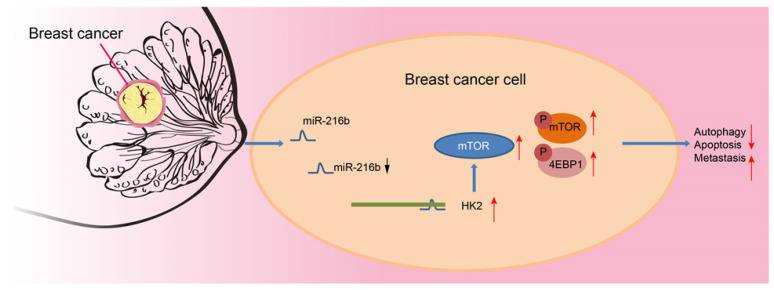 Breast cancer
Breast cancer cell
miR-216b
miR-216b
mTOR
P
mTOR
P
4EBP1
HK2
Autophagy
Apoptosis
Metastasis